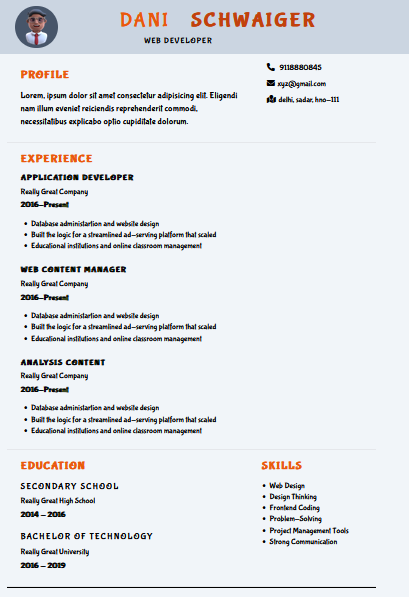 DANI SCHWAIGER
WEB DEVELOPER
PROFILE
Lorem, ipsum dolor sit amet consectetur adipisicing elit. Eligendi
nam illum eveniet reiciendis reprehenderit commodi,
necessitatibus explicabo optio cupiditate dolorum.
9118880845
xyz@gmail.com
delhi, sadar, hno-111
EXPERIENCE
APPLICATION DEVELOPER
Really Great Company
2016-Present
• Database administartion and website design
• Built the logic for a streamlined ad-serving platform that scaled
• Educational institutions and online classroom management
WEB CONTENT MANAGER
Really Great Company
2016-Present
• Database administartion and website design
• Built the logic for a streamlined ad-serving platform that scaled
• Educational institutions and online classroom management
ANALYSIS CONTENT
Really Great Company
2016-Present
• Database administartion and website design
• Built the logic for a streamlined ad-serving platform that scaled
• Educational institutions and online classroom management
EDUCATION
SECONDARY SCHOOL
Really Great High School
2014 - 2016
BACHELOR OF TECHNOLOGY
Really Great University
2016 - 2019
SKILLS
• Web Design
• Design Thinking
• Frontend Coding
• Problem-Solving
• Project Management Tools
• Strong Communication